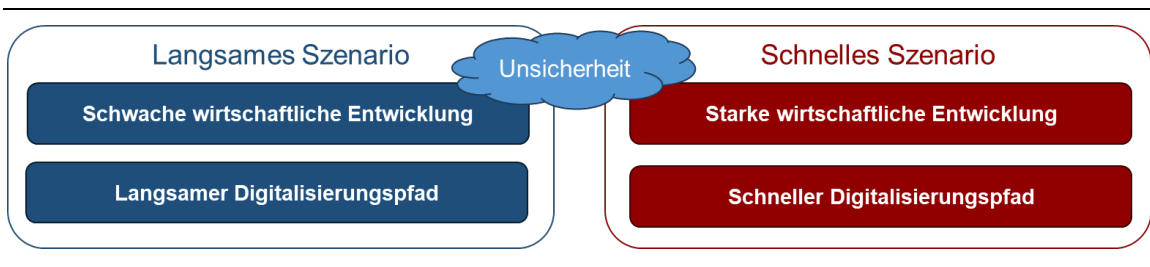 Langsames Szenario
Unsicherheit
Schnelles Szenario
Schwache wirtschaftliche Entwicklung
Starke wirtschaftliche Entwicklung
Langsamer Digitalisierungspfad
Schneller Digitalisierungspfad